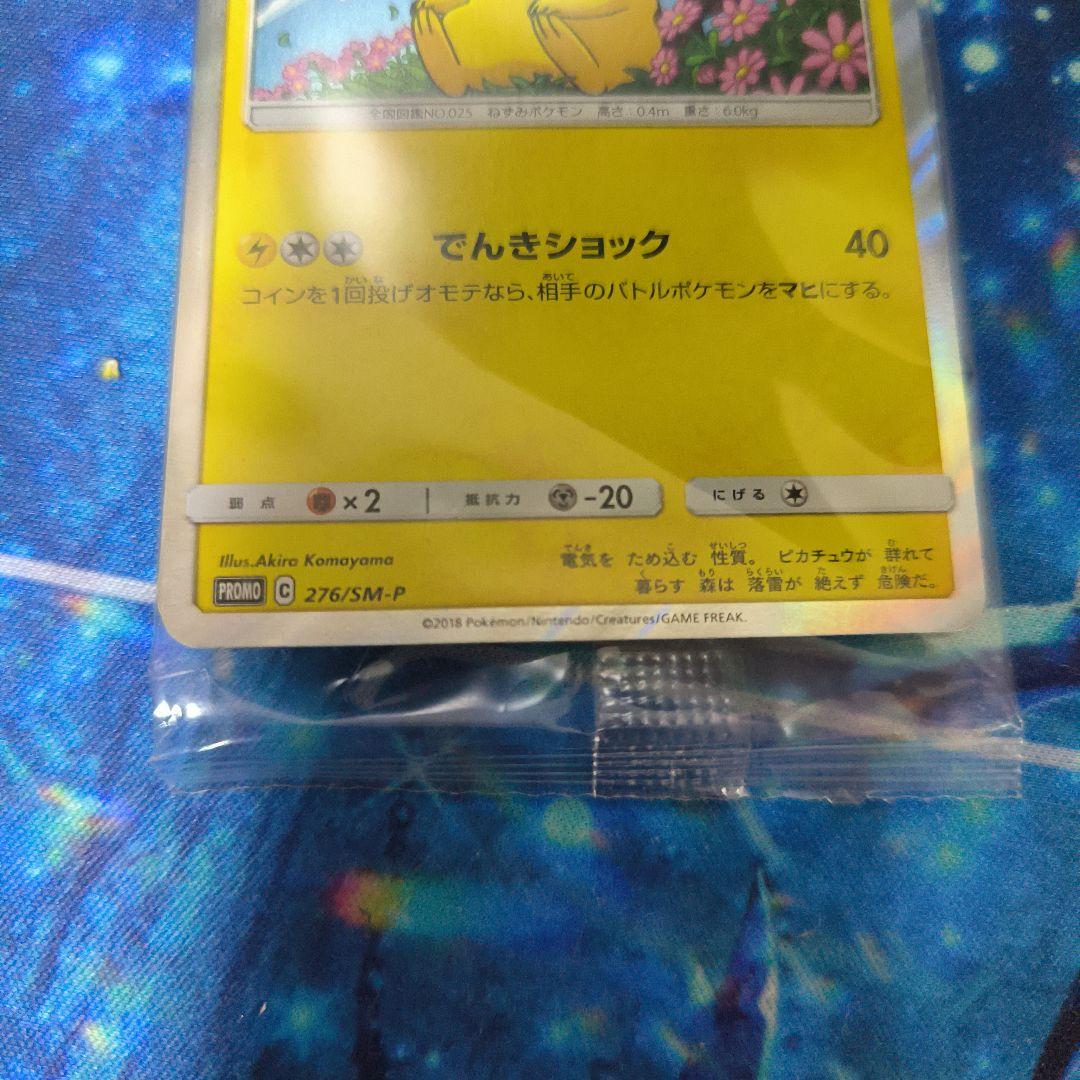 全国図鑑NO.025 ねずみポケモン 高さ：0.4m 重さ：6.0kg
でんきショック 40
コインを1回投げオモテなら、相手のバトルポケモンをマヒにする。
弱点 ×2 抵抗力 -20 にげる
Illus.Akira Komayama
電気を ため込む 性質。 ピカチュウが 群れて
暮らす 森は 落雷が 絶えず 危険だ。
PROMO C 276/SM-P
©2018 Pokémon/Nintendo/Creatures/GAME FREAK.